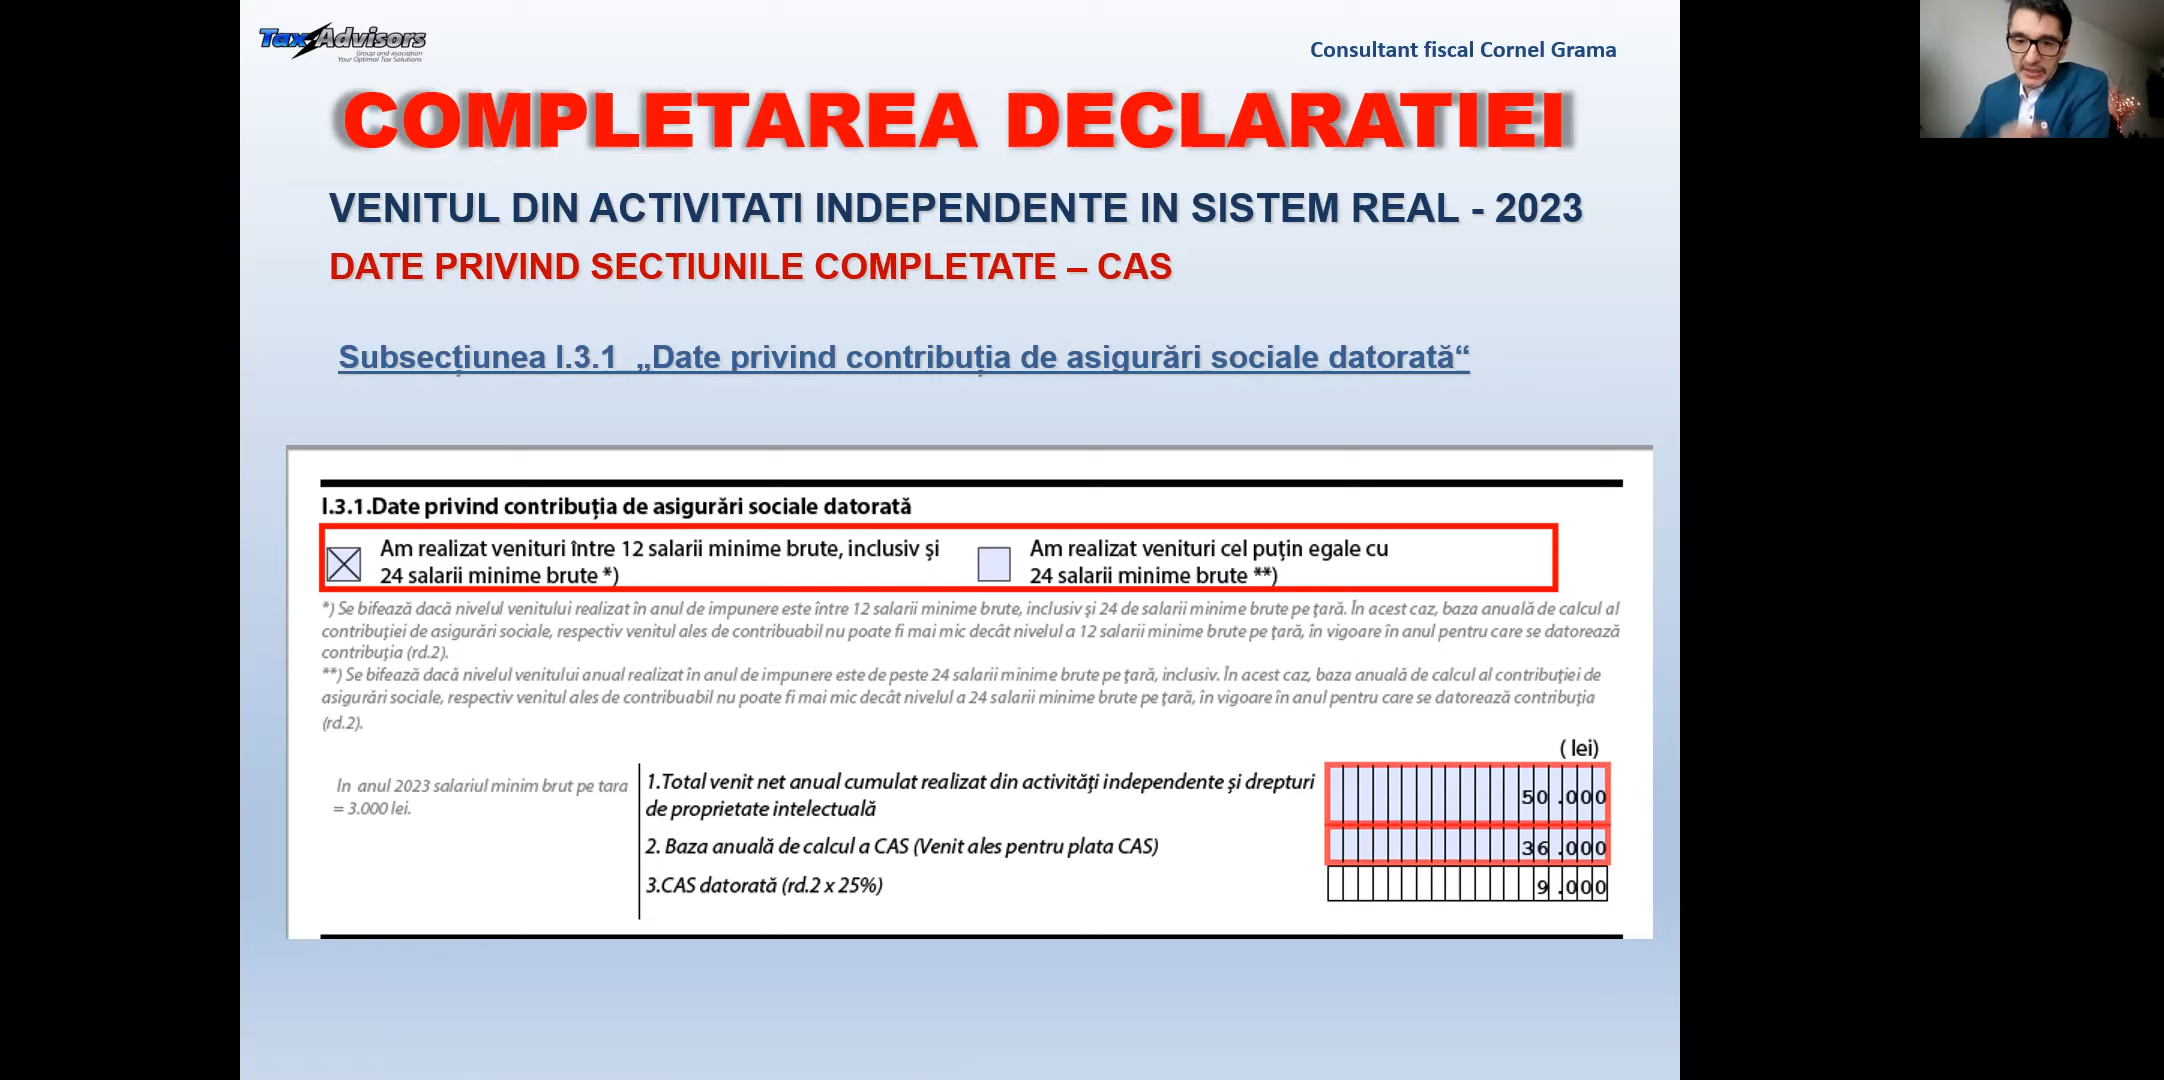 Tax Advisors
Group and Asociation
Your Optimal Tax Solutions
Consultant fiscal Cornel Grama
COMPLETAREA DECLARATIEI
VENITUL DIN ACTIVITATI INDEPENDENTE IN SISTEM REAL - 2023
DATE PRIVIND SECTIUNILE COMPLETATE – CAS
Subsecțiunea I.3.1 „Date privind contribuția de asigurări sociale datorată“
I.3.1.Date privind contribuția de asigurări sociale datorată
Am realizat venituri între 12 salarii minime brute, inclusiv și
24 salarii minime brute *)
Am realizat venituri cel puțin egale cu
24 salarii minime brute **)
*) Se bifează dacă nivelul venitului realizat în anul de impunere este între 12 salarii minime brute, inclusiv și 24 de salarii minime brute pe țară. În acest caz, baza anuală de calcul al
contribuției de asigurări sociale, respectiv venitul ales de contribuabil nu poate fi mai mic decât nivelul a 12 salarii minime brute pe țară, în vigoare în anul pentru care se datorează
contribuția (rd.2).
**) Se bifează dacă nivelul venitului anual realizat în anul de impunere este de peste 24 salarii minime brute pe țară, inclusiv. În acest caz, baza anuală de calcul al contribuției de
asigurări sociale, respectiv venitul ales de contribuabil nu poate fi mai mic decât nivelul a 24 salarii minime brute pe țară, în vigoare în anul pentru care se datorează contribuția
(rd.2).
( lei)
In anul 2023 salariul minim brut pe tara
= 3.000 lei.
1.Total venit net anual cumulat realizat din activități independente și drepturi
de proprietate intelectuală
50.000
2. Baza anuală de calcul a CAS (Venit ales pentru plata CAS)
36.000
3.CAS datorată (rd.2 x 25%)
9.000